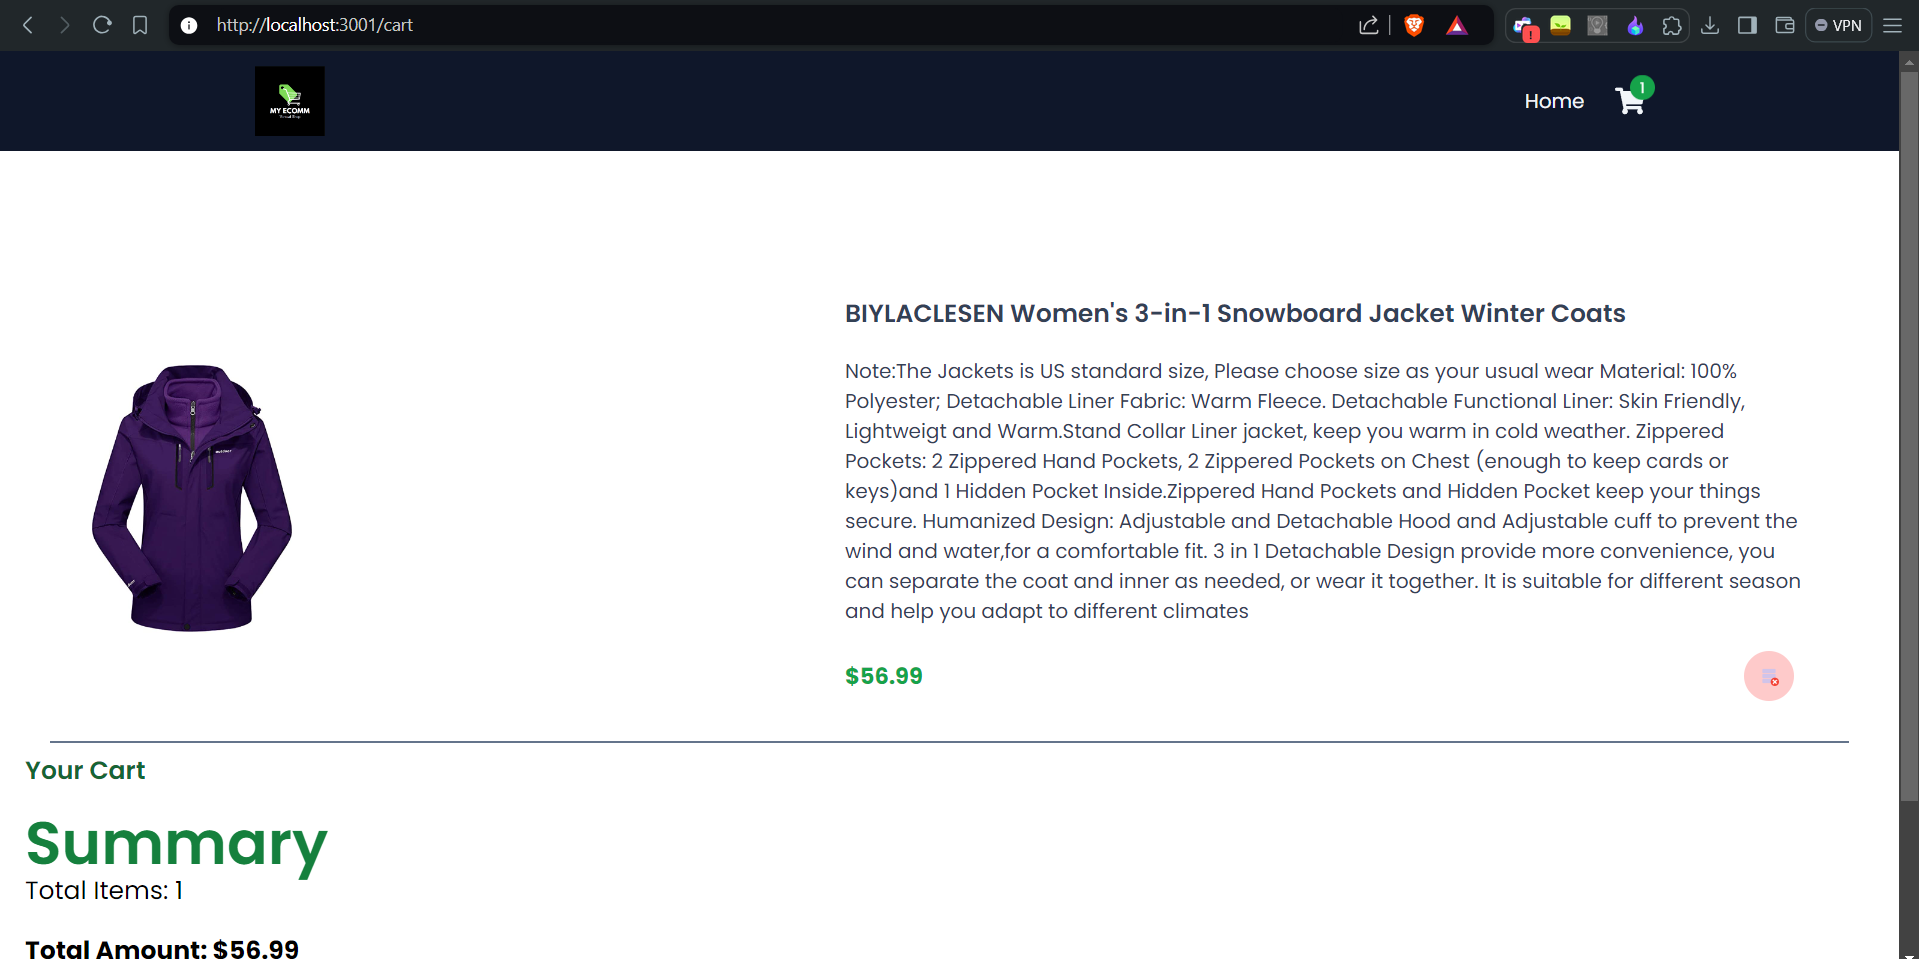 http://localhost:3001/cart
VPN
MY ECOMM
Home
1
BIYLACLESEN Women's 3-in-1 Snowboard Jacket Winter Coats
Note:The Jackets is US standard size, Please choose size as your usual wear Material: 100%
Polyester; Detachable Liner Fabric: Warm Fleece. Detachable Functional Liner: Skin Friendly,
Lightweigt and Warm.Stand Collar Liner jacket, keep you warm in cold weather. Zippered
Pockets: 2 Zippered Hand Pockets, 2 Zippered Pockets on Chest (enough to keep cards or
keys)and 1 Hidden Pocket Inside.Zippered Hand Pockets and Hidden Pocket keep your things
secure. Humanized Design: Adjustable and Detachable Hood and Adjustable cuff to prevent the
wind and water,for a comfortable fit. 3 in 1 Detachable Design provide more convenience, you
can separate the coat and inner as needed, or wear it together. It is suitable for different season
and help you adapt to different climates
$56.99
Your Cart
Summary
Total Items: 1
Total Amount: $56.99